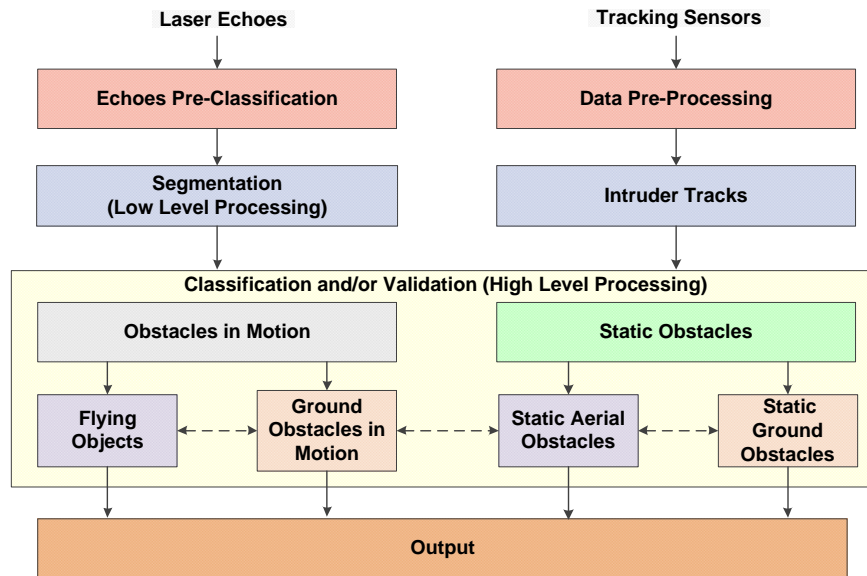 Laser Echoes
Tracking Sensors
Echoes Pre-Classification
Data Pre-Processing
Segmentation
(Low Level Processing)
Intruder Tracks
Classification and/or Validation (High Level Processing)
Obstacles in Motion
Static Obstacles
Flying
Objects
Ground
Obstacles in
Motion
Static Aerial
Obstacles
Static
Ground
Obstacles
Output